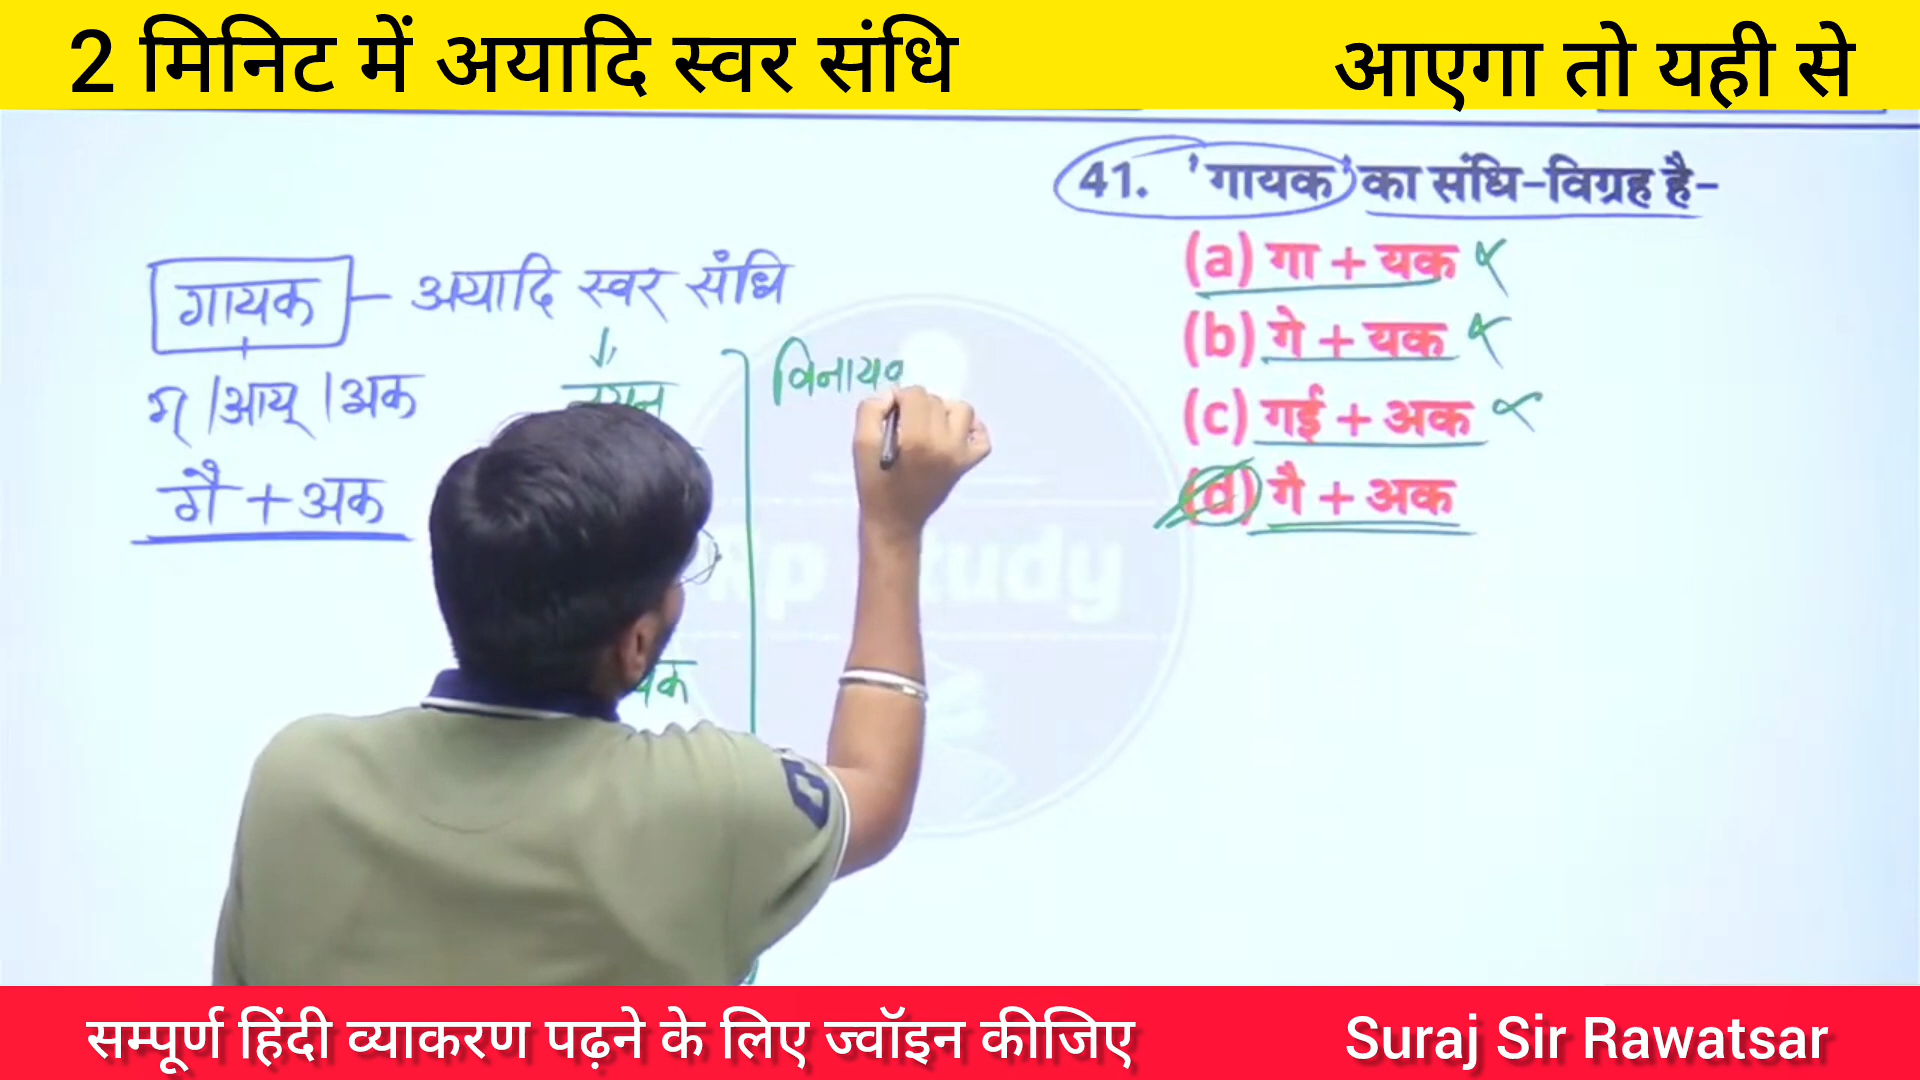 2 मिनिट में अयादि स्वर संधि
आएगा तो यही से
41. 'गायक' का संधि-विग्रह है-
(a) गा + यक
(b) गे + यक
(c) गई + अक
(d) गै + अक
गायक - अयादि स्वर संधि
ग् | आय् | अक
गै + अक
सम्पूर्ण हिंदी व्याकरण पढ़ने के लिए ज्वॉइन कीजिए
Suraj Sir Rawatsar